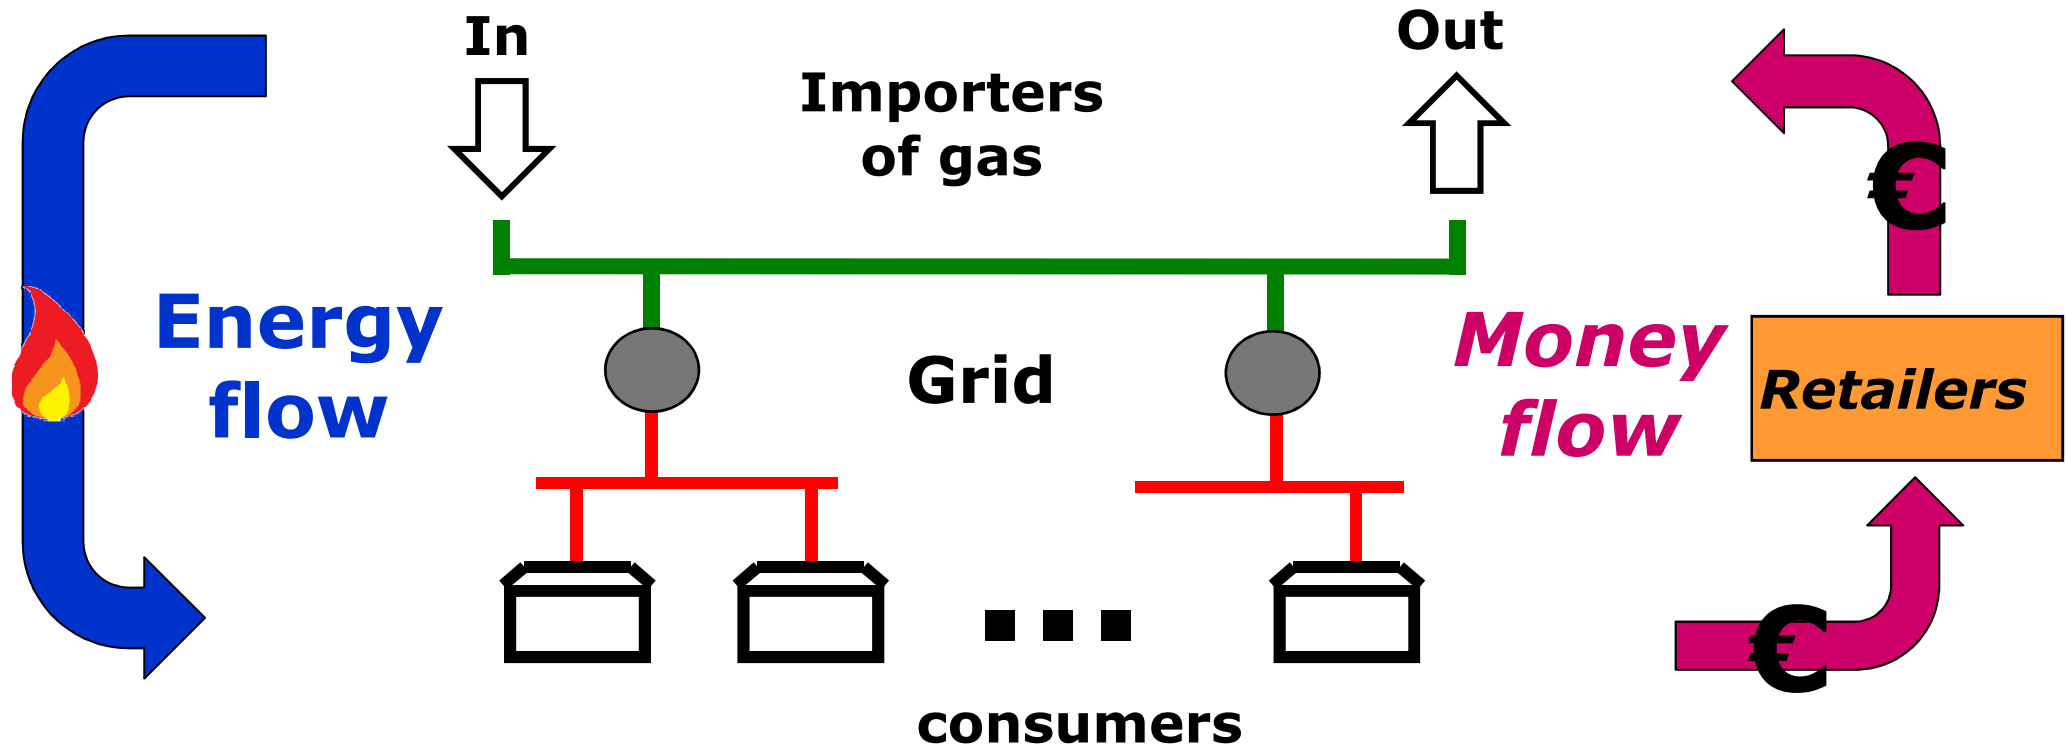 In
Out
Importers
of gas
€
Energy
flow
Grid
Money
flow
Retailers
€
consumers